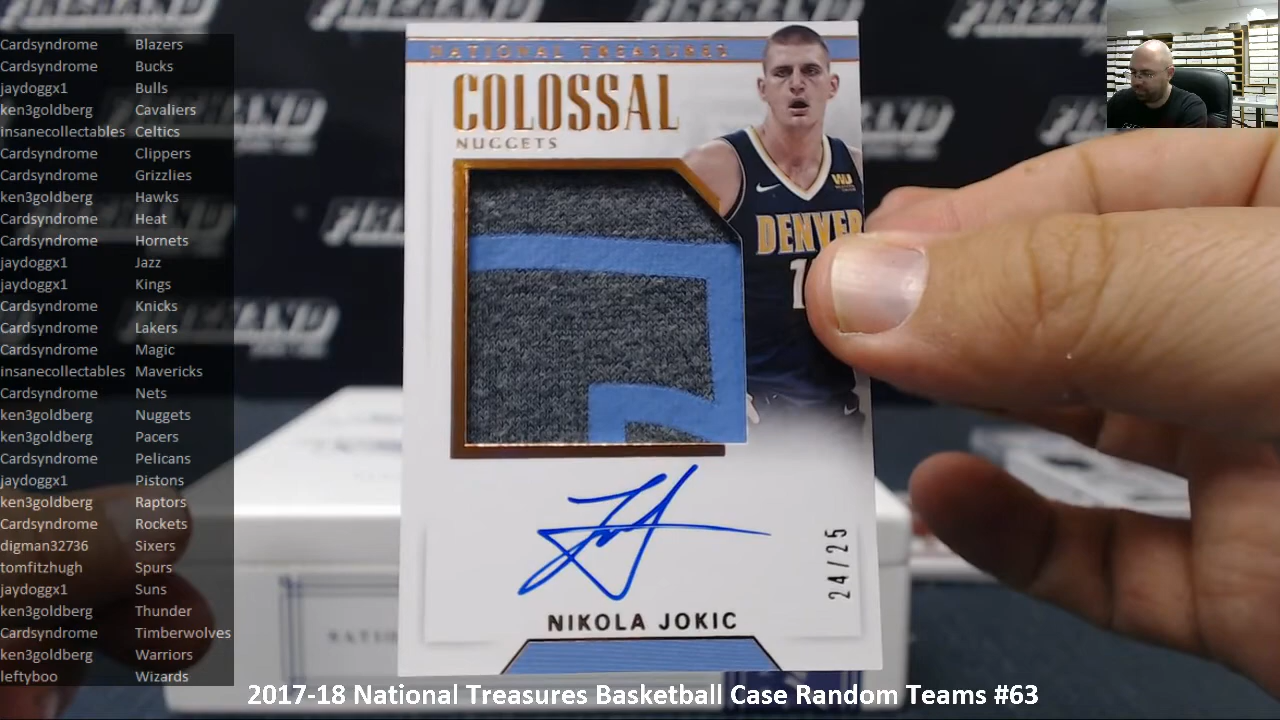 Cardsyndrome Blazers
Cardsyndrome Bucks
jaydoggx1 Bulls
ken3goldberg Cavaliers
insanecollectables Celtics
Cardsyndrome Clippers
Cardsyndrome Grizzlies
ken3goldberg Hawks
Cardsyndrome Heat
Cardsyndrome Hornets
jaydoggx1 Jazz
jaydoggx1 Kings
Cardsyndrome Knicks
Cardsyndrome Lakers
Cardsyndrome Magic
insanecollectables Mavericks
Cardsyndrome Nets
ken3goldberg Nuggets
ken3goldberg Pacers
Cardsyndrome Pelicans
jaydoggx1 Pistons
ken3goldberg Raptors
Cardsyndrome Rockets
digman32736 Sixers
tomfitzhugh Spurs
jaydoggx1 Suns
ken3goldberg Thunder
Cardsyndrome Timberwolves
ken3goldberg Warriors
leftyboo Wizards
NATIONAL TREASURES
COLOSSAL
NUGGETS
WU
DENVER
1
24/25
NIKOLA JOKIC
2017-18 National Treasures Basketball Case Random Teams #63